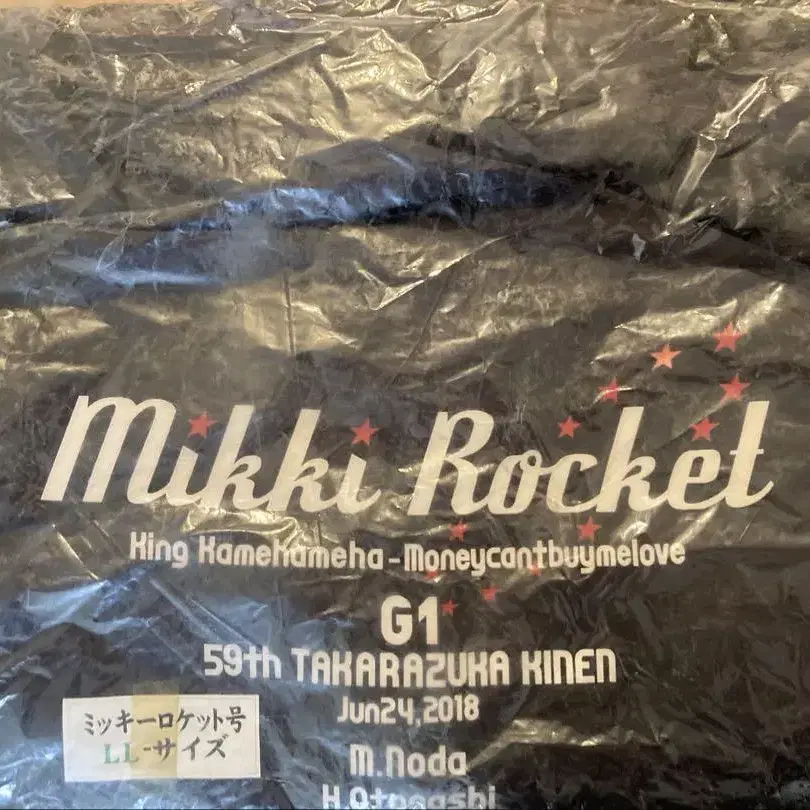 Mikki Rocket
King Kamehameha-Moneycantbuymelove
G1
59th TAKARAZUKA KINEN
Jun24,2018
ミッキーロケット号
LL-サイズ
M.Noda
H.Otonashi